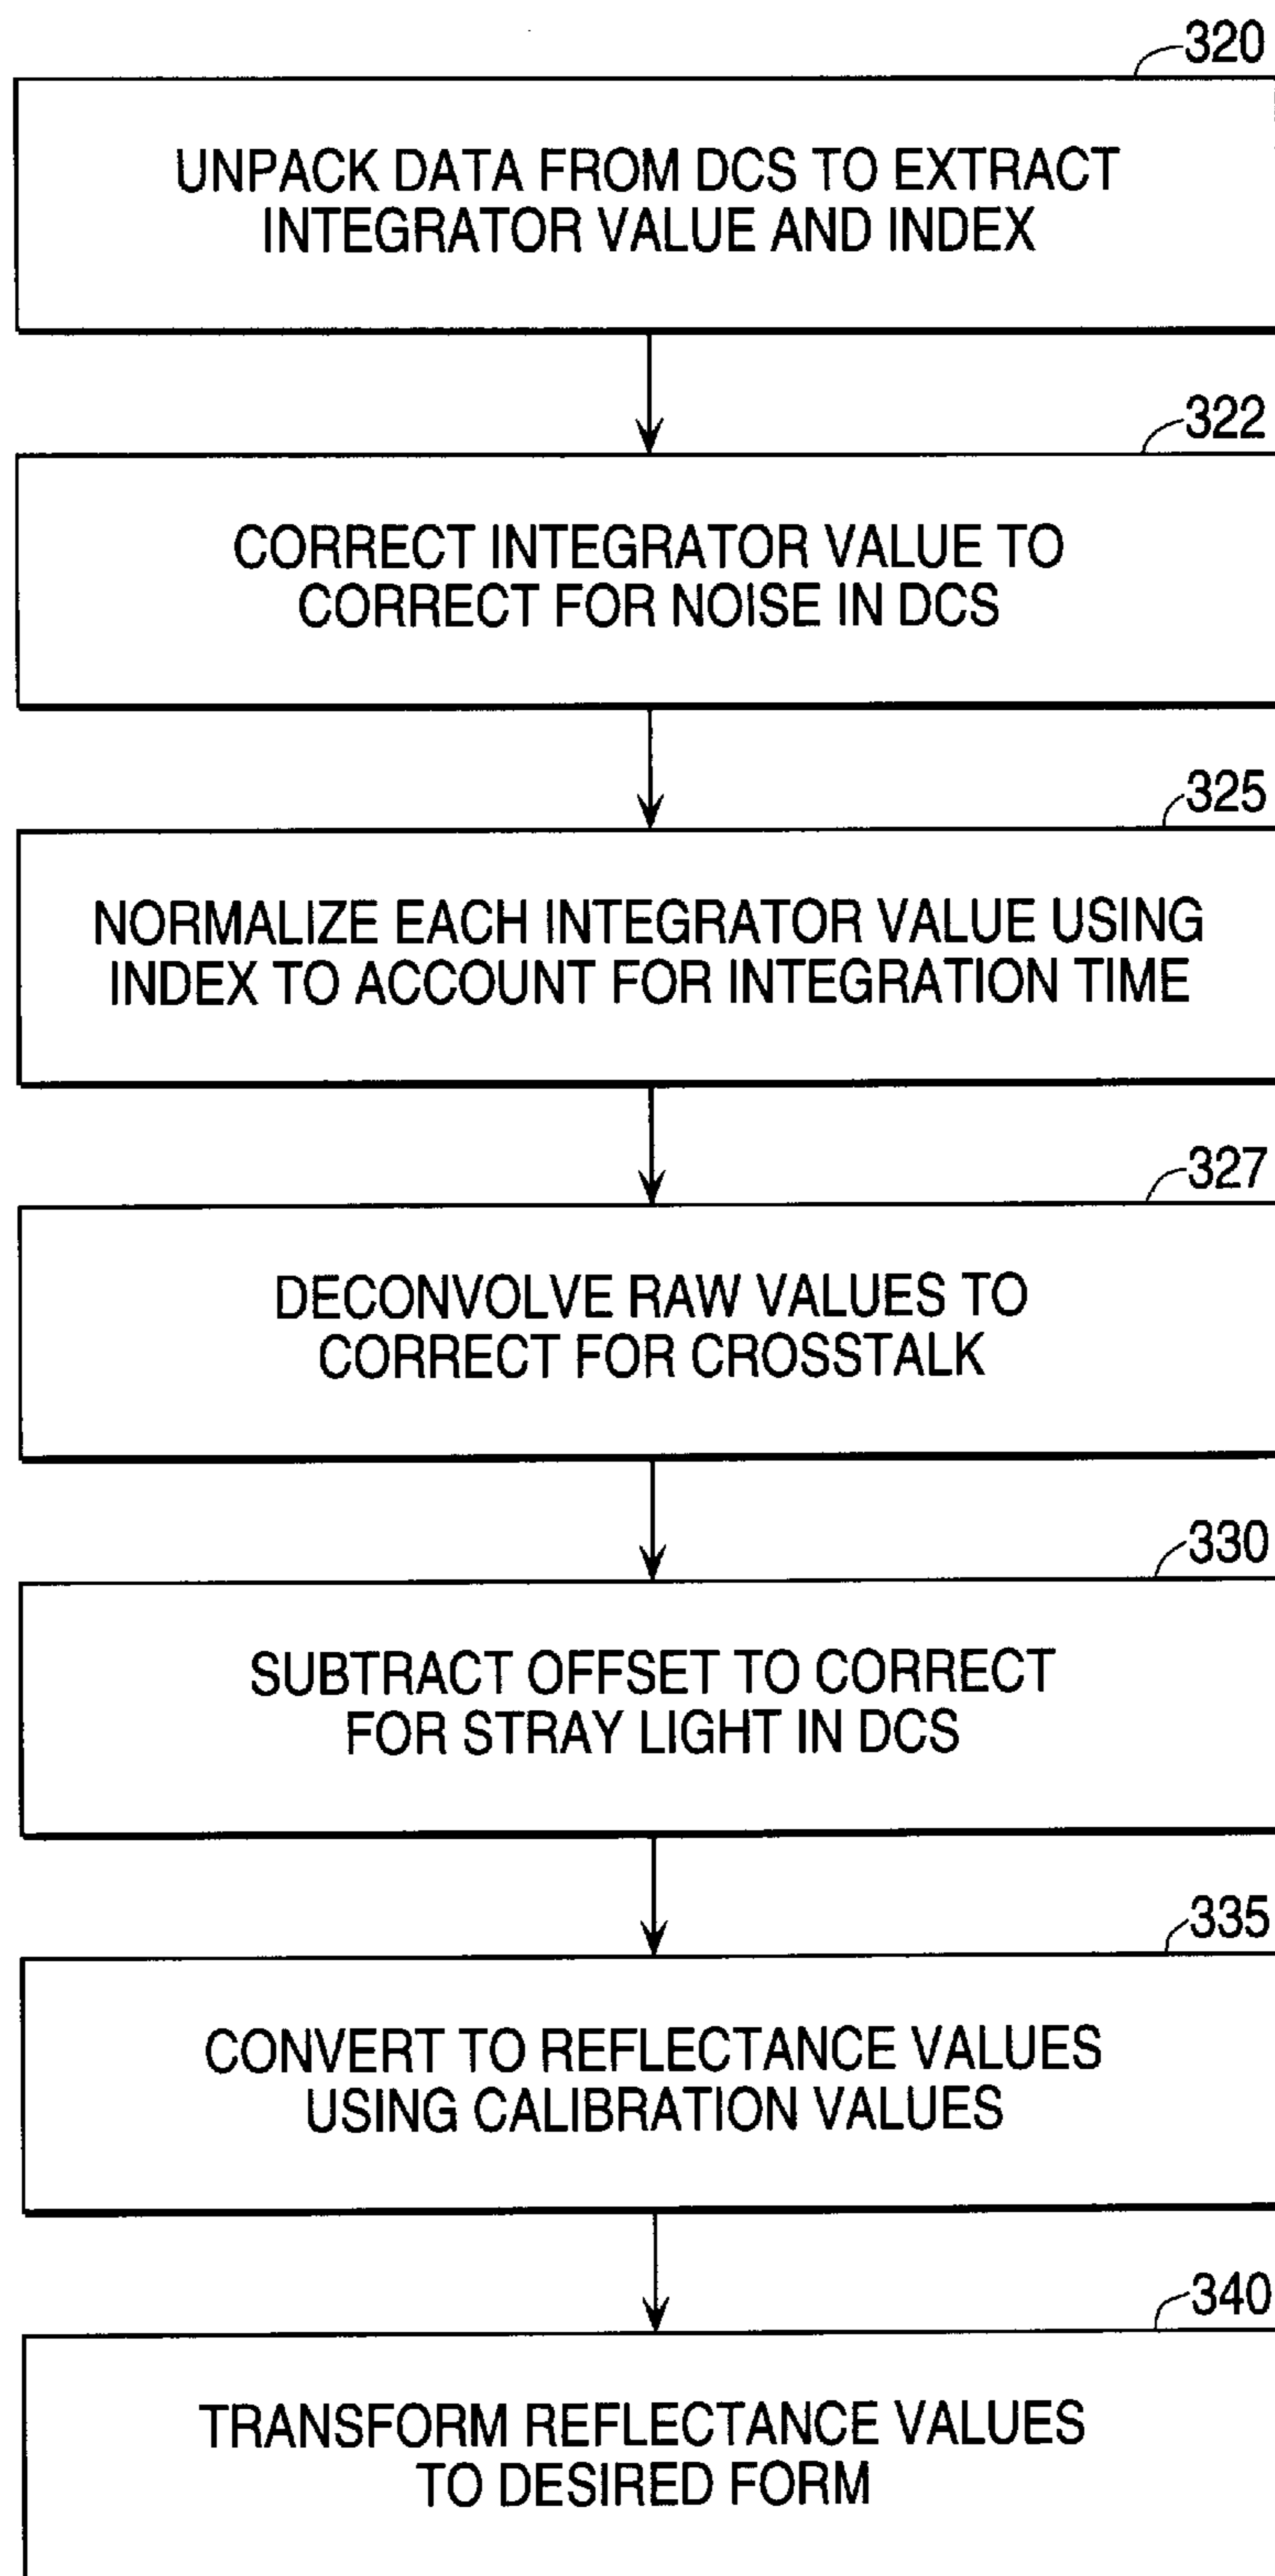 320
UNPACK DATA FROM DCS TO EXTRACT
INTEGRATOR VALUE AND INDEX
322
CORRECT INTEGRATOR VALUE TO
CORRECT FOR NOISE IN DCS
325
NORMALIZE EACH INTEGRATOR VALUE USING
INDEX TO ACCOUNT FOR INTEGRATION TIME
327
DECONVOLVE RAW VALUES TO
CORRECT FOR CROSSTALK
330
SUBTRACT OFFSET TO CORRECT
FOR STRAY LIGHT IN DCS
335
CONVERT TO REFLECTANCE VALUES
USING CALIBRATION VALUES
340
TRANSFORM REFLECTANCE VALUES
TO DESIRED FORM